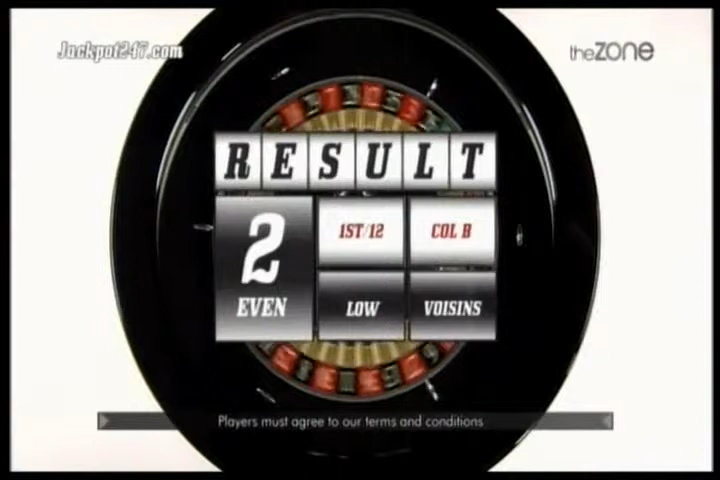 Jackpot247.com
theZONE
RESULT
2
EVEN
1ST/12
COL B
LOW
VOISINS
Players must agree to our terms and conditions